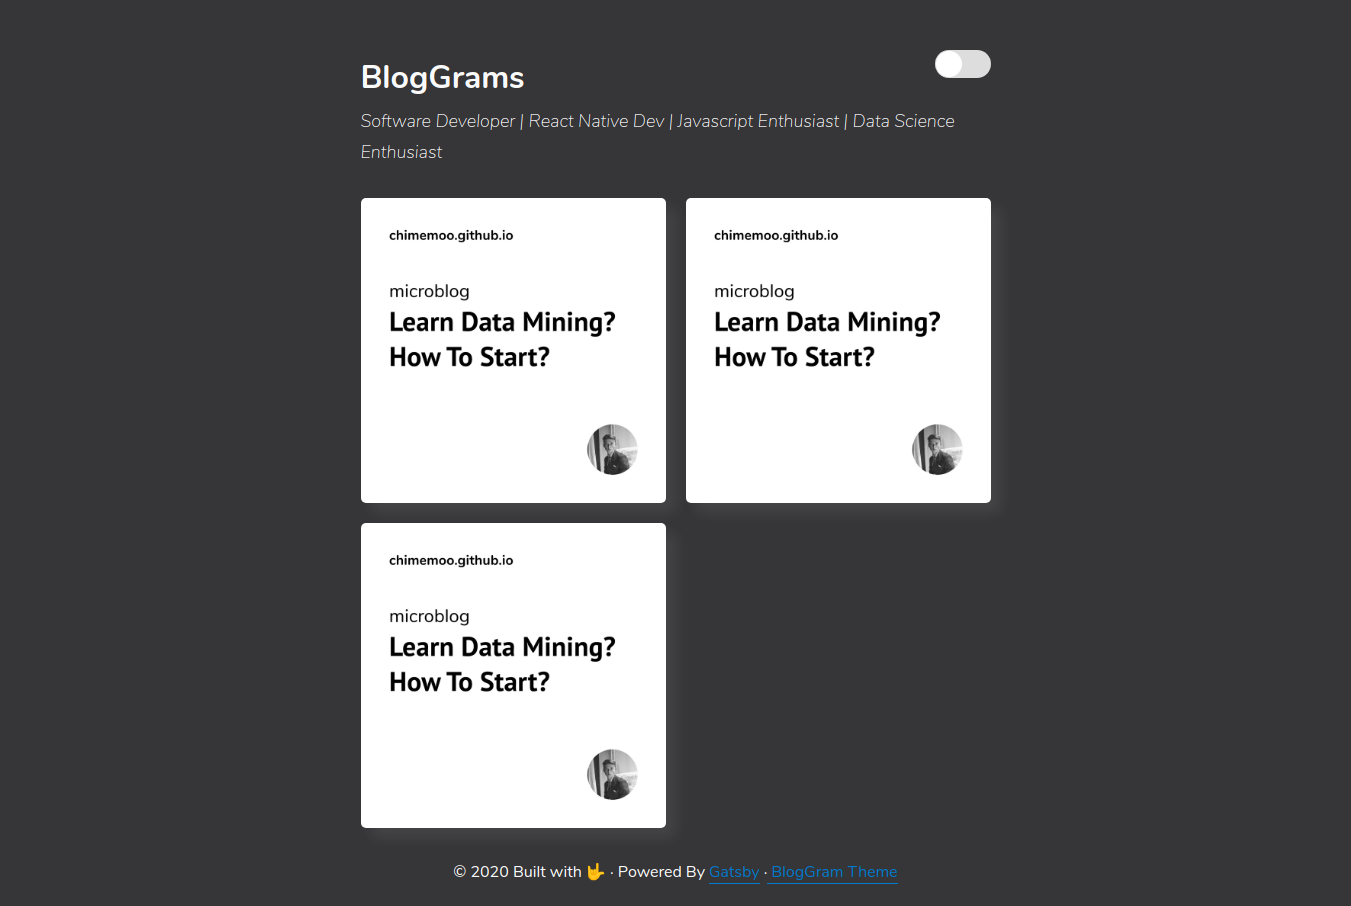 BlogGrams
Software Developer | React Native Dev | Javascript Enthusiast | Data Science
Enthusiast
chimemoo.github.io
microblog
Learn Data Mining?
How To Start?
chimemoo.github.io
microblog
Learn Data Mining?
How To Start?
chimemoo.github.io
microblog
Learn Data Mining?
How To Start?
© 2020 Built with 🤟 · Powered By Gatsby · BlogGram Theme